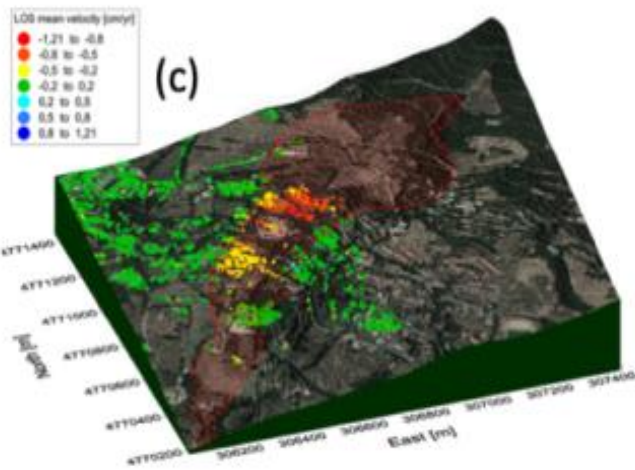 LOS mean velocity [cm/yr]
-1,21 to -0,8
-0,8 to -0,5
-0,5 to -0,2
-0,2 to 0,2
0,2 to 0,5
0,5 to 0,8
0,8 to 1,21
(c)
4771400
4771200
4771000
4770800
4770600
4770400
4770200
North [m]
306200
306400
306600
306800
307000
307200
307400
East [m]